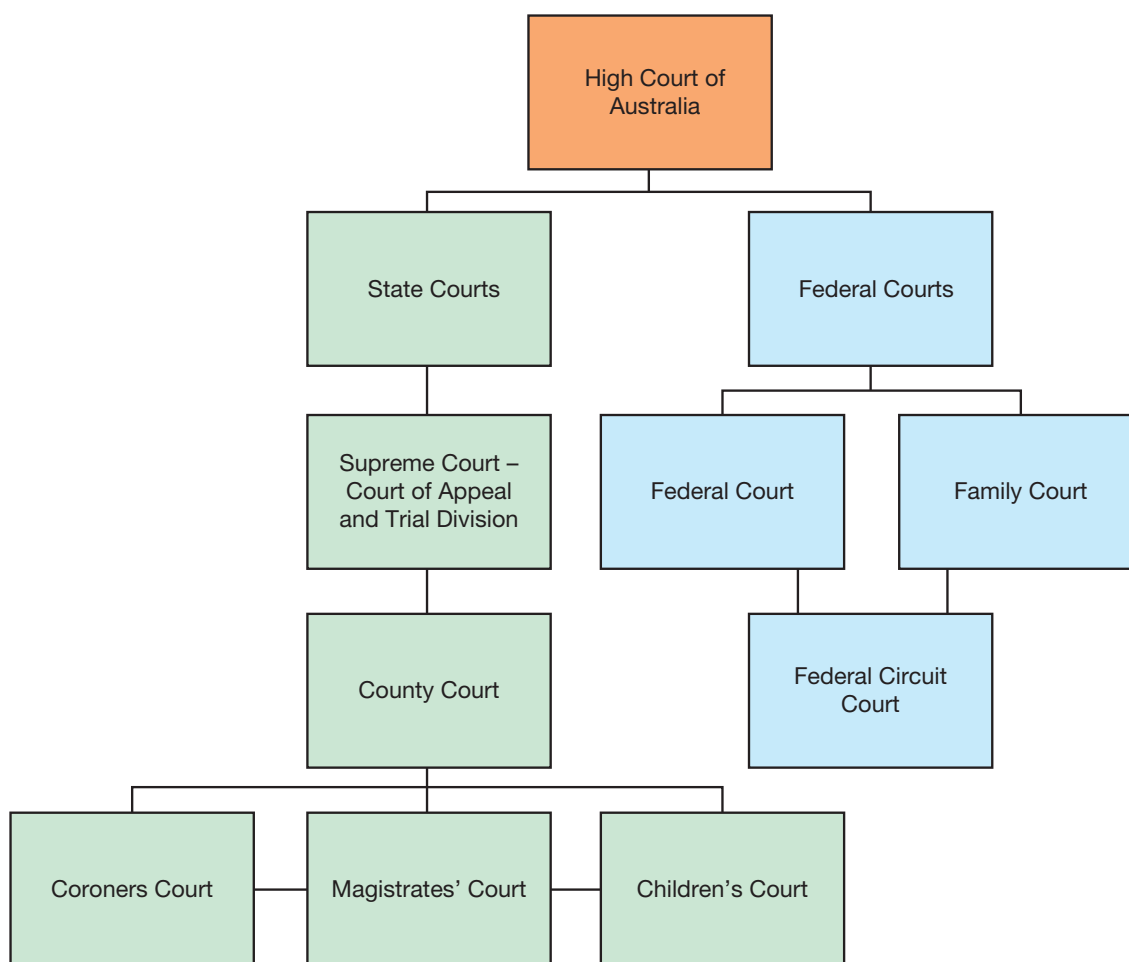 High Court of
Australia
State Courts
Federal Courts
Supreme Court –
Court of Appeal
and Trial Division
Federal Court
Family Court
County Court
Federal Circuit
Court
Coroners Court
Magistrates’ Court
Children’s Court